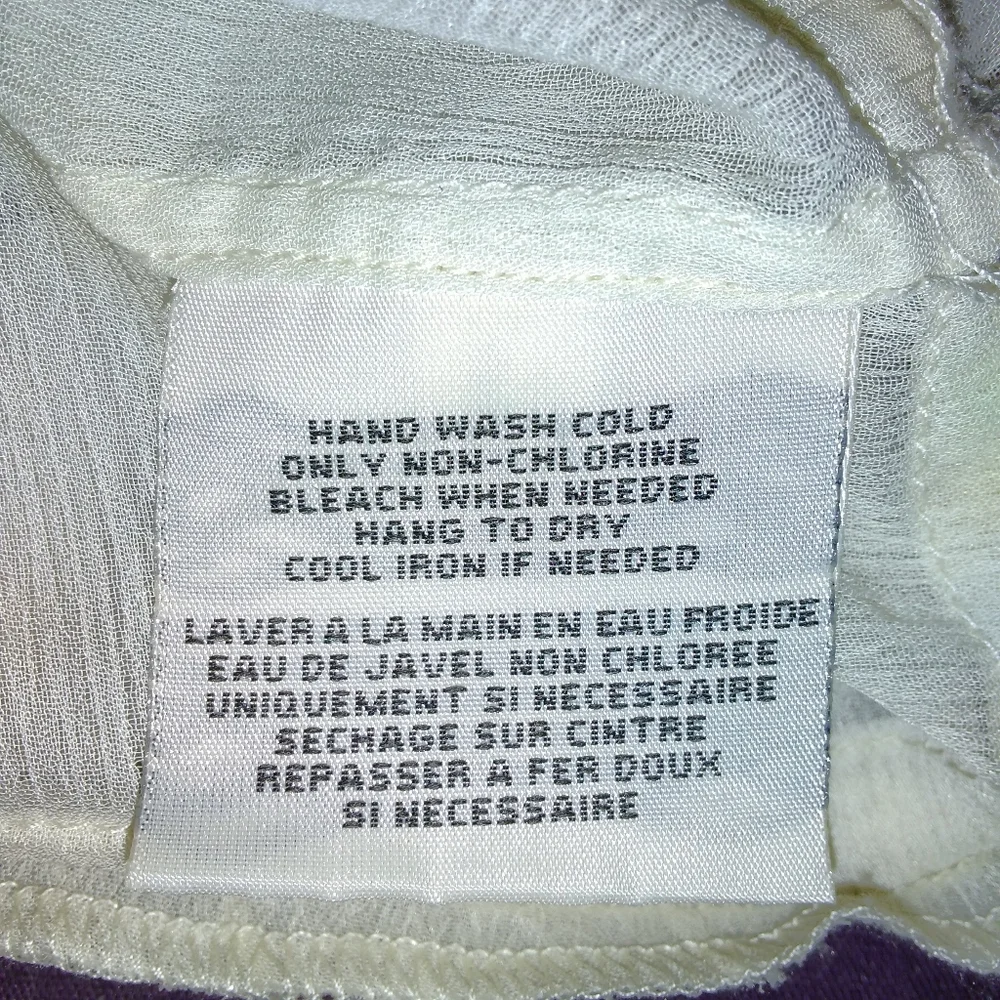 HAND WASH COLD
ONLY NON-CHLORINE
BLEACH WHEN NEEDED
HANG TO DRY
COOL IRON IF NEEDED
LAVER A LA MAIN EN EAU FROIDE
EAU DE JAVEL NON CHLOREE
UNIQUEMENT SI NECESSAIRE
SECHAGE SUR CINTRE
REPASSER A FER DOUX
SI NECESSAIRE